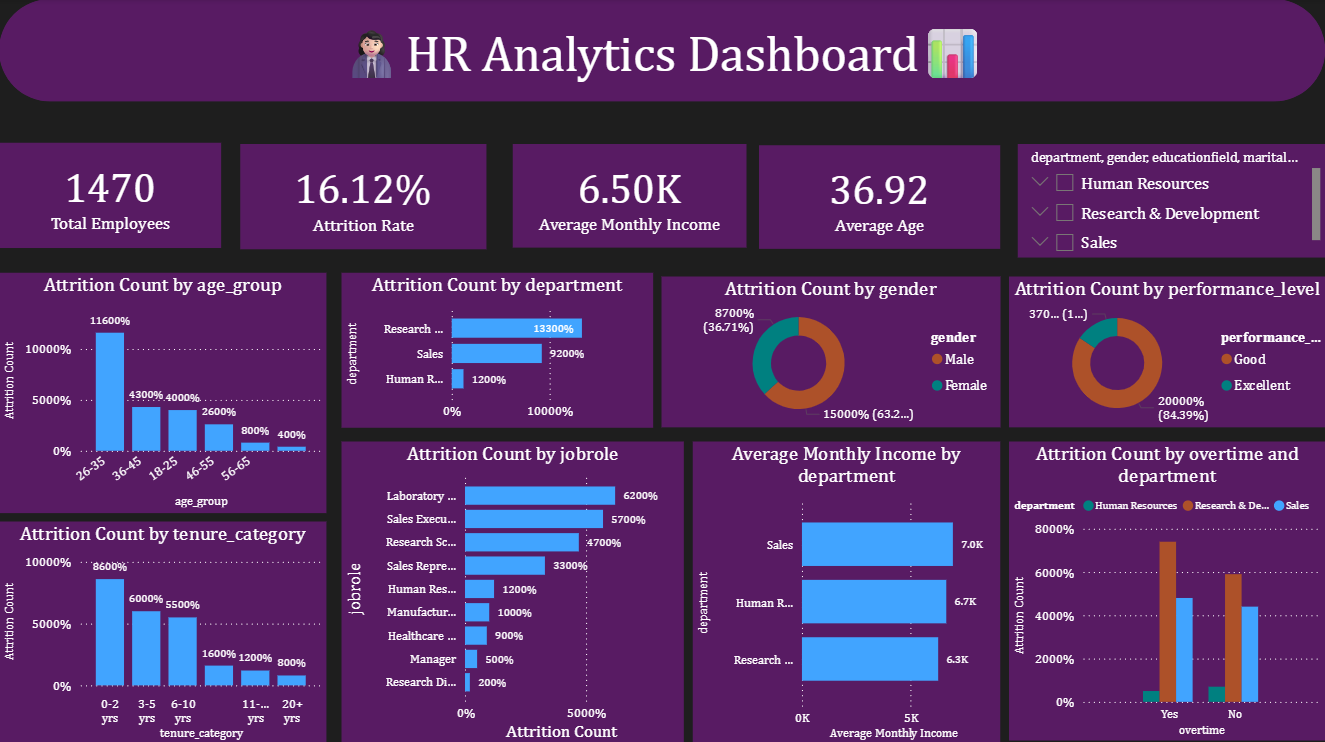 HR Analytics Dashboard
1470
Total Employees
16.12%
Attrition Rate
6.50K
Average Monthly Income
36.92
Average Age
department, gender, educationfield, marital...
Human Resources
Research & Development
Sales
Attrition Count by age_group
Attrition Count
10000%
5000%
0%
11600%
4300%
4000%
2600%
800%
400%
26-35
36-45
18-25
46-55
56-65
age_group
Attrition Count by department
department
Research ...
13300%
Sales
9200%
Human R...
1200%
0%
10000%
Attrition Count by gender
8700%
(36.71%)
15000% (63.2...)
gender
Male
Female
Attrition Count by performance_level
370... (1...)
20000%
(84.39%)
performance_...
Good
Excellent
Attrition Count by tenure_category
Attrition Count
10000%
5000%
0%
8600%
6000%
5500%
1600%
1200%
800%
0-2
yrs
3-5
yrs
6-10
yrs
11-...
yrs
20+
yrs
tenure_category
Attrition Count by jobrole
jobrole
Laboratory ...
6200%
Sales Execu...
5700%
Research Sc...
4700%
Sales Repre...
3300%
Human Res...
1200%
Manufactur...
1000%
Healthcare ...
900%
Manager
500%
Research Di...
200%
0%
5000%
Attrition Count
Average Monthly Income by
department
department
Sales
7.0K
Human R...
6.7K
Research ...
6.3K
0K
5K
Average Monthly Income
Attrition Count by overtime and
department
department
Human Resources
Research & De...
Sales
Attrition Count
8000%
6000%
4000%
2000%
0%
Yes
No
overtime